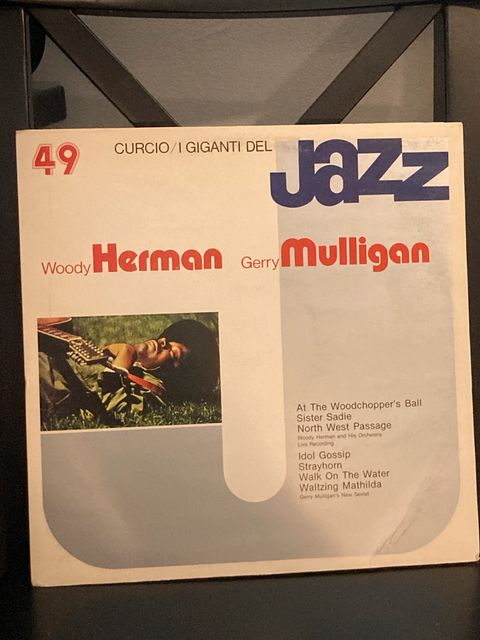 49
CURCIO/I GIGANTI DEL
Jazz
Woody Herman Gerry Mulligan
At The Woodchopper's Ball
Sister Sadie
North West Passage
Woody Herman and His Orchestra
Live Recording
Idol Gossip
Strayhorn
Walk On The Water
Waltzing Mathilda
Gerry Mulligan's New Sextet